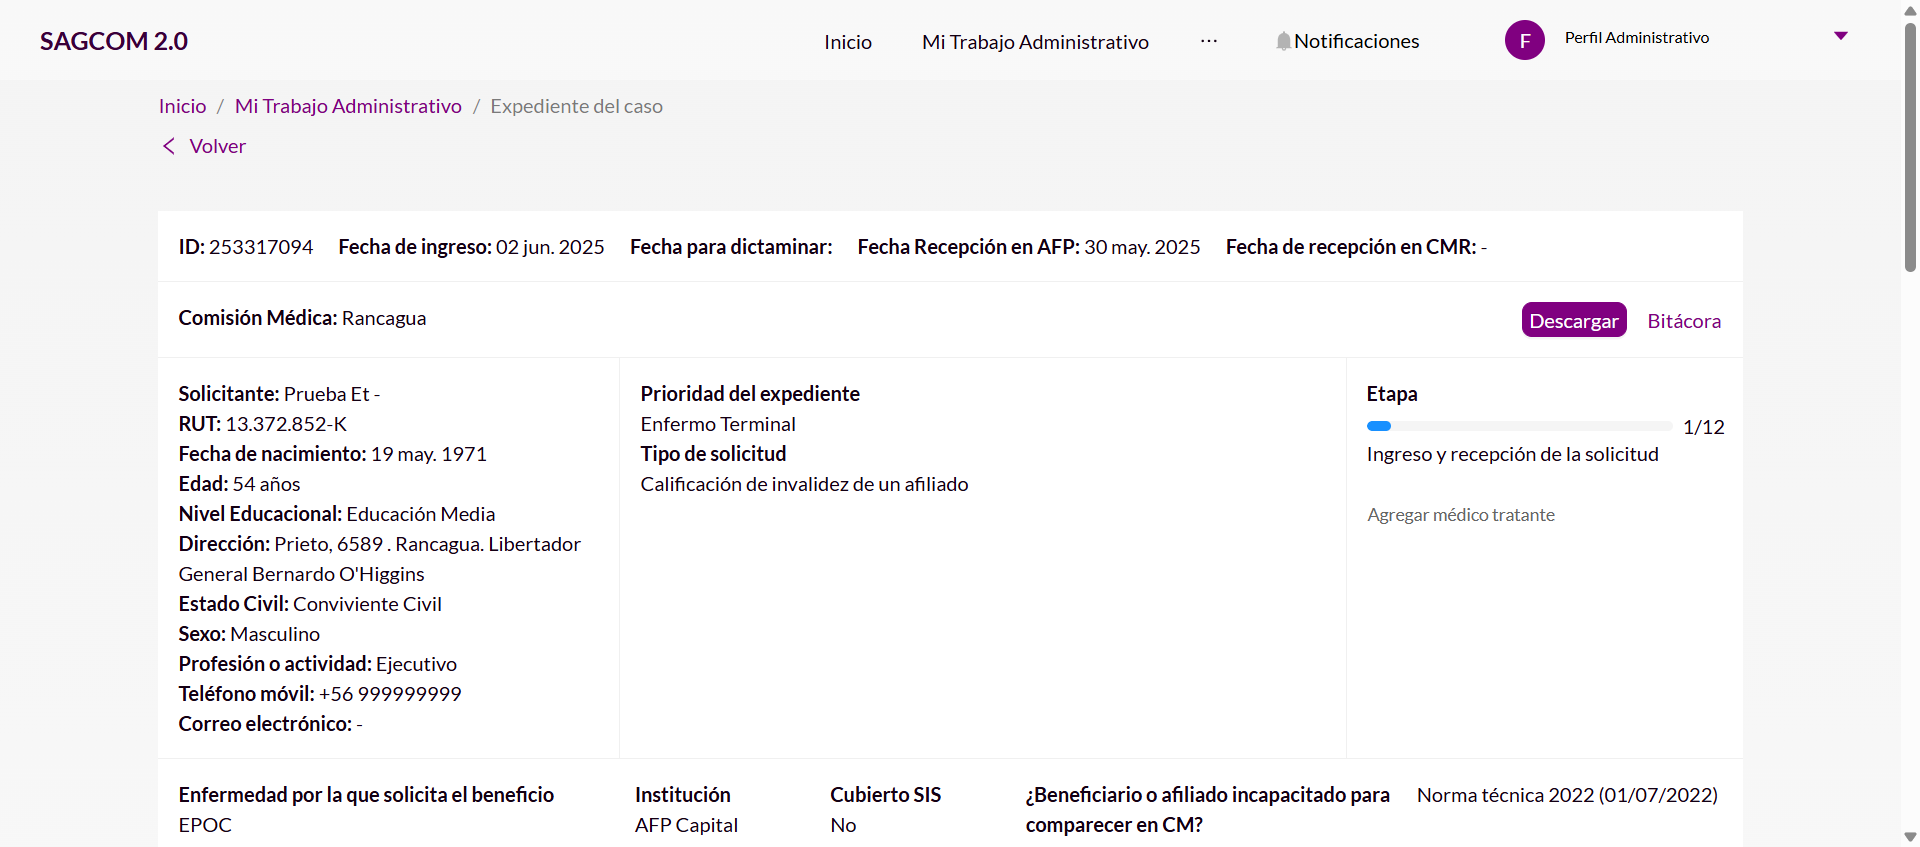 SAGCOM 2.0
Inicio
Mi Trabajo Administrativo
···
Notificaciones
F
Perfil Administrativo
Inicio / Mi Trabajo Administrativo / Expediente del caso
Volver
ID: 253317094 Fecha de ingreso: 02 jun. 2025 Fecha para dictaminar: Fecha Recepción en AFP: 30 may. 2025 Fecha de recepción en CMR: -
Comisión Médica: Rancagua
Descargar
Bitácora
Solicitante: Prueba Et -
RUT: 13.372.852-K
Fecha de nacimiento: 19 may. 1971
Edad: 54 años
Nivel Educacional: Educación Media
Dirección: Prieto, 6589 . Rancagua. Libertador
General Bernardo O'Higgins
Estado Civil: Conviviente Civil
Sexo: Masculino
Profesión o actividad: Ejecutivo
Teléfono móvil: +56 999999999
Correo electrónico: -
Prioridad del expediente
Enfermo Terminal
Tipo de solicitud
Calificación de invalidez de un afiliado
Etapa
1/12
Ingreso y recepción de la solicitud
Agregar médico tratante
Enfermedad por la que solicita el beneficio
EPOC
Institución
AFP Capital
Cubierto SIS
No
¿Beneficiario o afiliado incapacitado para
comparecer en CM?
Norma técnica 2022 (01/07/2022)